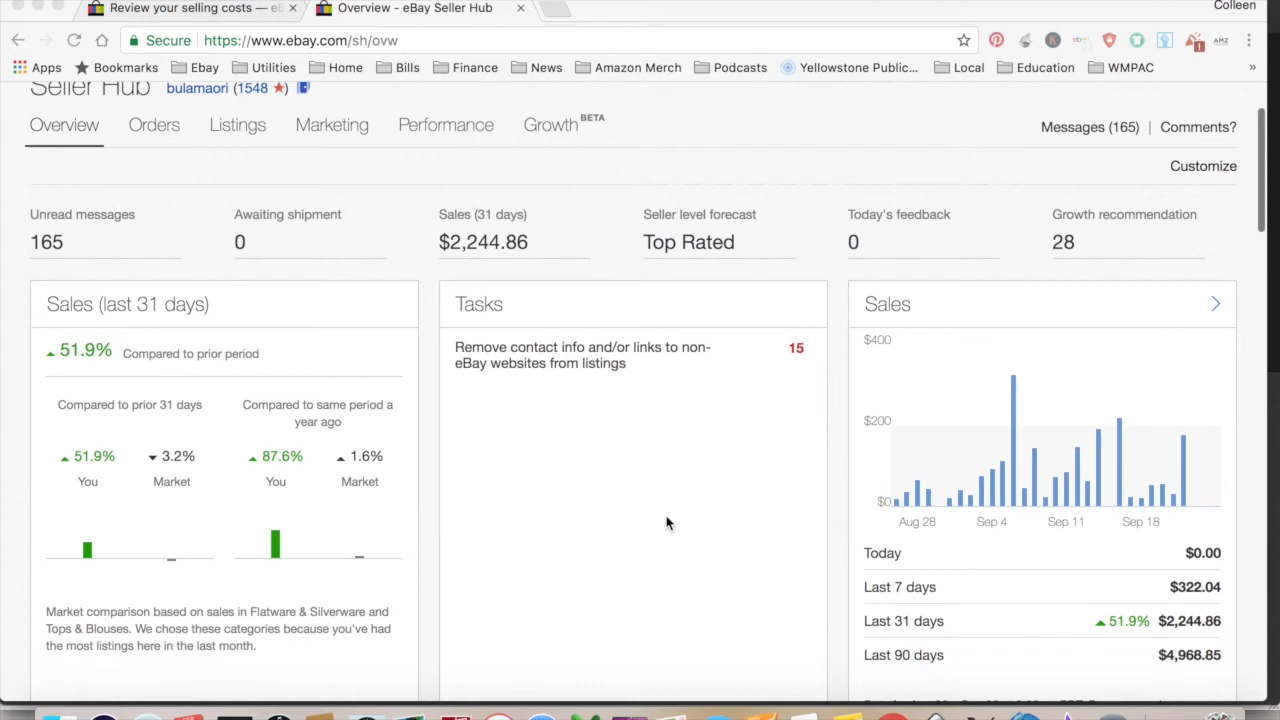 Review your selling costs — eB
Overview - eBay Seller Hub
Colleen
Secure https://www.ebay.com/sh/ovw
AMZ
Apps Bookmarks Ebay Utilities Home Bills Finance News Amazon Merch Podcasts Yellowstone Public... Local Education WMPAC »
Seller Hub bulamaori (1548)
Overview Orders Listings Marketing Performance Growth BETA
Messages (165) | Comments?
Customize
Unread messages Awaiting shipment Sales (31 days) Seller level forecast Today's feedback Growth recommendation
165 0 $2,244.86 Top Rated 0 28
Sales (last 31 days)
51.9% Compared to prior period
Compared to prior 31 days
Compared to same period a
year ago
51.9% 3.2% 87.6% 1.6%
You Market You Market
Market comparison based on sales in Flatware & Silverware and
Tops & Blouses. We chose these categories because you've had
the most listings here in the last month.
Tasks
Remove contact info and/or links to non-
eBay websites from listings
15
Sales
$400
$200
$0
Aug 28 Sep 4 Sep 11 Sep 18
Today $0.00
Last 7 days $322.04
Last 31 days 51.9% $2,244.86
Last 90 days $4,968.85